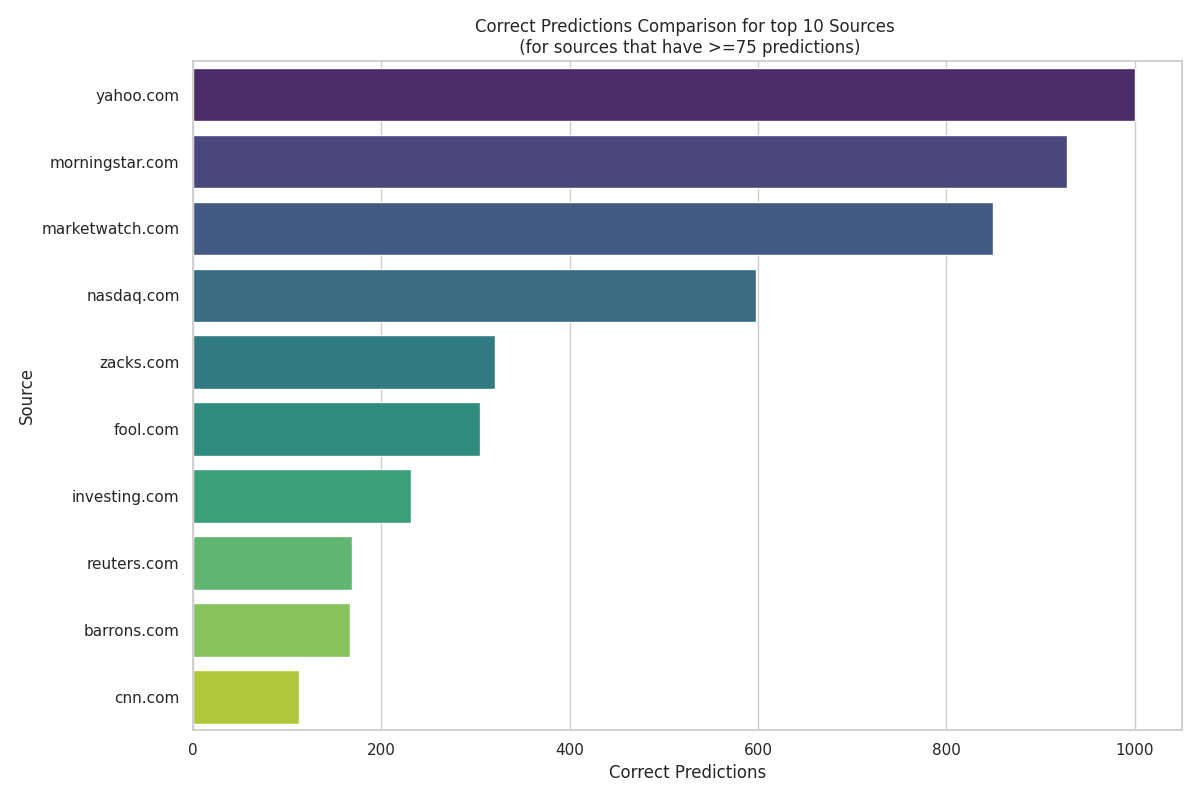 Correct Predictions Comparison for top 10 Sources
(for sources that have >=75 predictions)
Source
yahoo.com
morningstar.com
marketwatch.com
nasdaq.com
zacks.com
fool.com
investing.com
reuters.com
barrons.com
cnn.com
0 200 400 600 800 1000
Correct Predictions